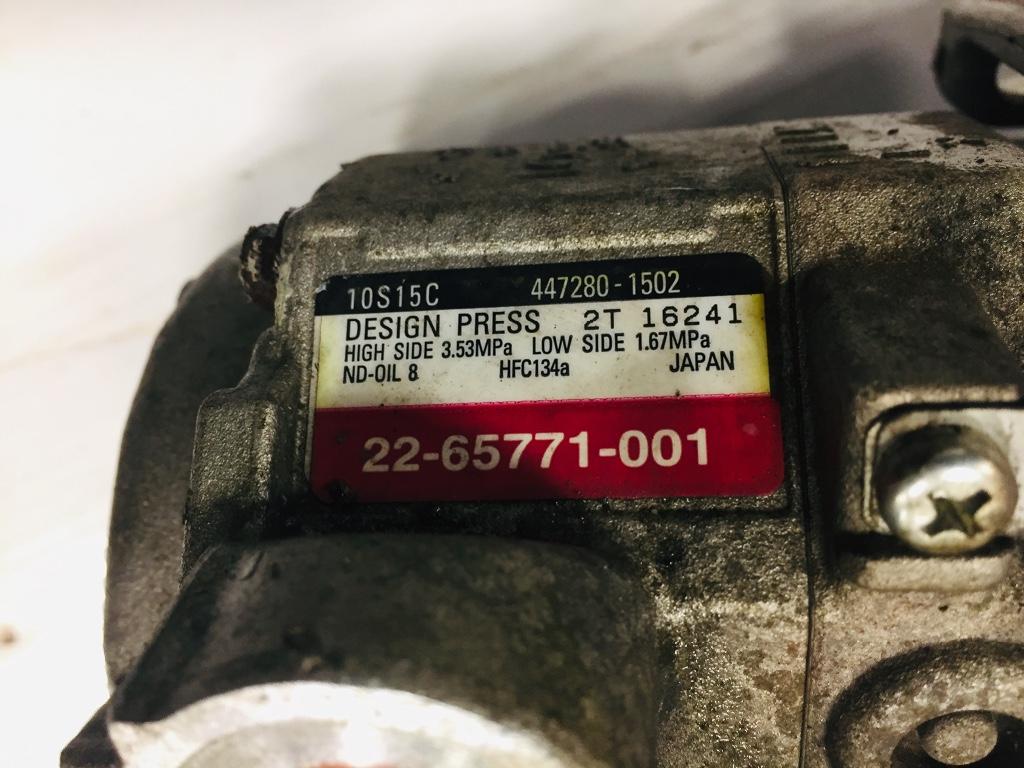 10S15C 447280-1502
DESIGN PRESS 2T 16241
HIGH SIDE 3.53MPa LOW SIDE 1.67MPa
ND-OIL 8 HFC134a JAPAN
22-65771-001